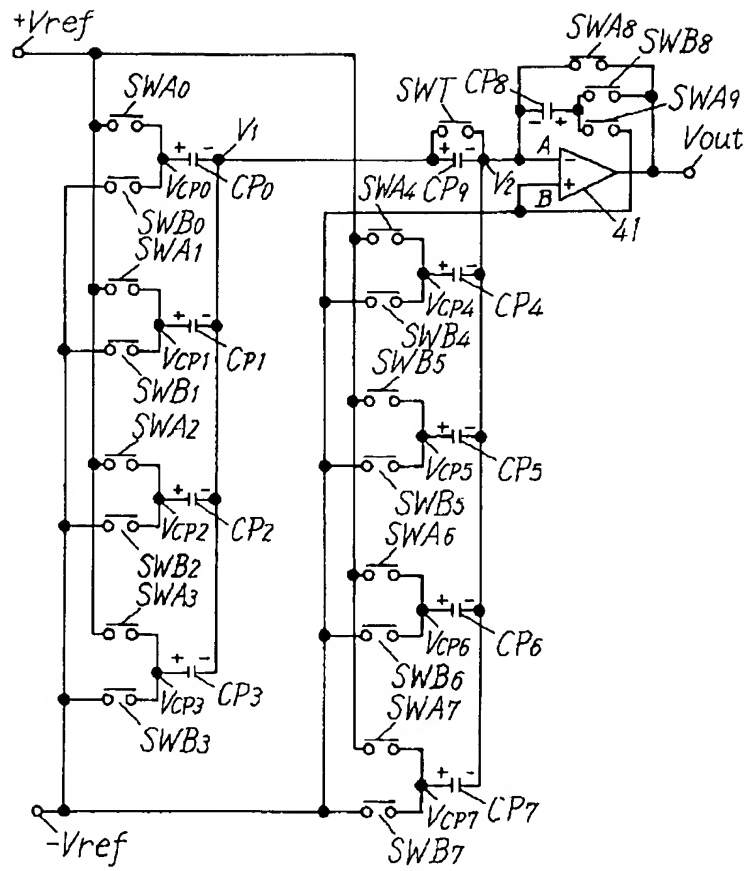 +Vref
SWA8
SWB8
CP8
SWA9
SWA0
SWT
- +
+ -
V1
+ -
A
-
Vout
VCP0
CP0
CP9
V2
B
+
SWB0
SWA4
41
SWA1
+ -
VCP4
CP4
+ -
SWB4
VCP1
CP1
SWB5
SWB1
SWA2
+ -
VCP5
CP5
+ -
SWB5
VCP2
CP2
SWA6
SWB2
SWA3
+ -
VCP6
CP6
+ -
SWB6
VCP3
CP3
SWA7
SWB3
+ -
VCP7
CP7
-Vref
SWB7